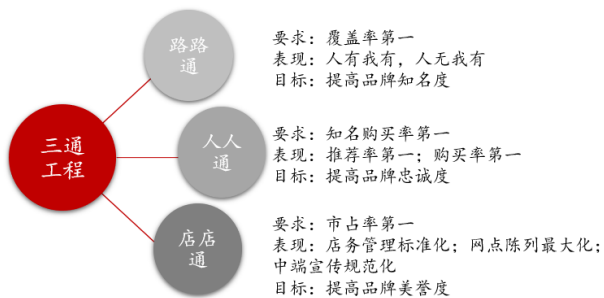 三通
工程
路路
通
要求：覆盖率第一
表现：人有我有，人无我有
目标：提高品牌知名度
人人
通
要求：知名购买率第一
表现：推荐率第一；购买率第一
目标：提高品牌忠诚度
店店
通
要求：市占率第一
表现：店务管理标准化；网点陈列最大化；
中端宣传规范化
目标：提高品牌美誉度